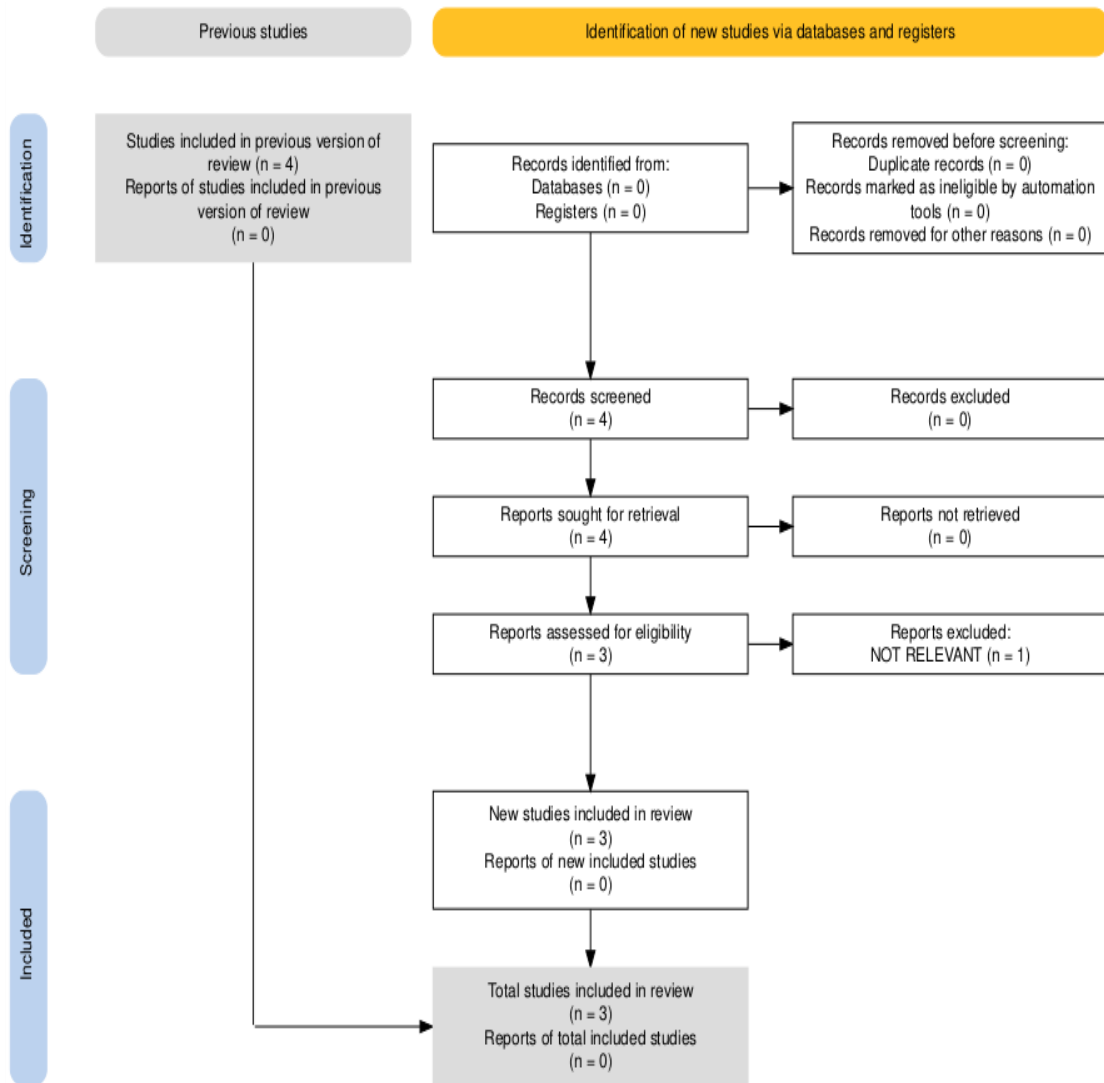 Previous studies
Identification of new studies via databases and registers
Identification
Studies included in previous version of
review (n = 4)
Reports of studies included in previous
version of review
(n = 0)
Records identified from:
Databases (n = 0)
Registers (n = 0)
Records removed before screening:
Duplicate records (n = 0)
Records marked as ineligible by automation
tools (n = 0)
Records removed for other reasons (n = 0)
Screening
Records screened
(n = 4)
Records excluded
(n = 0)
Reports sought for retrieval
(n = 4)
Reports not retrieved
(n = 0)
Reports assessed for eligibility
(n = 3)
Reports excluded:
NOT RELEVANT (n = 1)
Included
New studies included in review
(n = 3)
Reports of new included studies
(n = 0)
Total studies included in review
(n = 3)
Reports of total included studies
(n = 0)